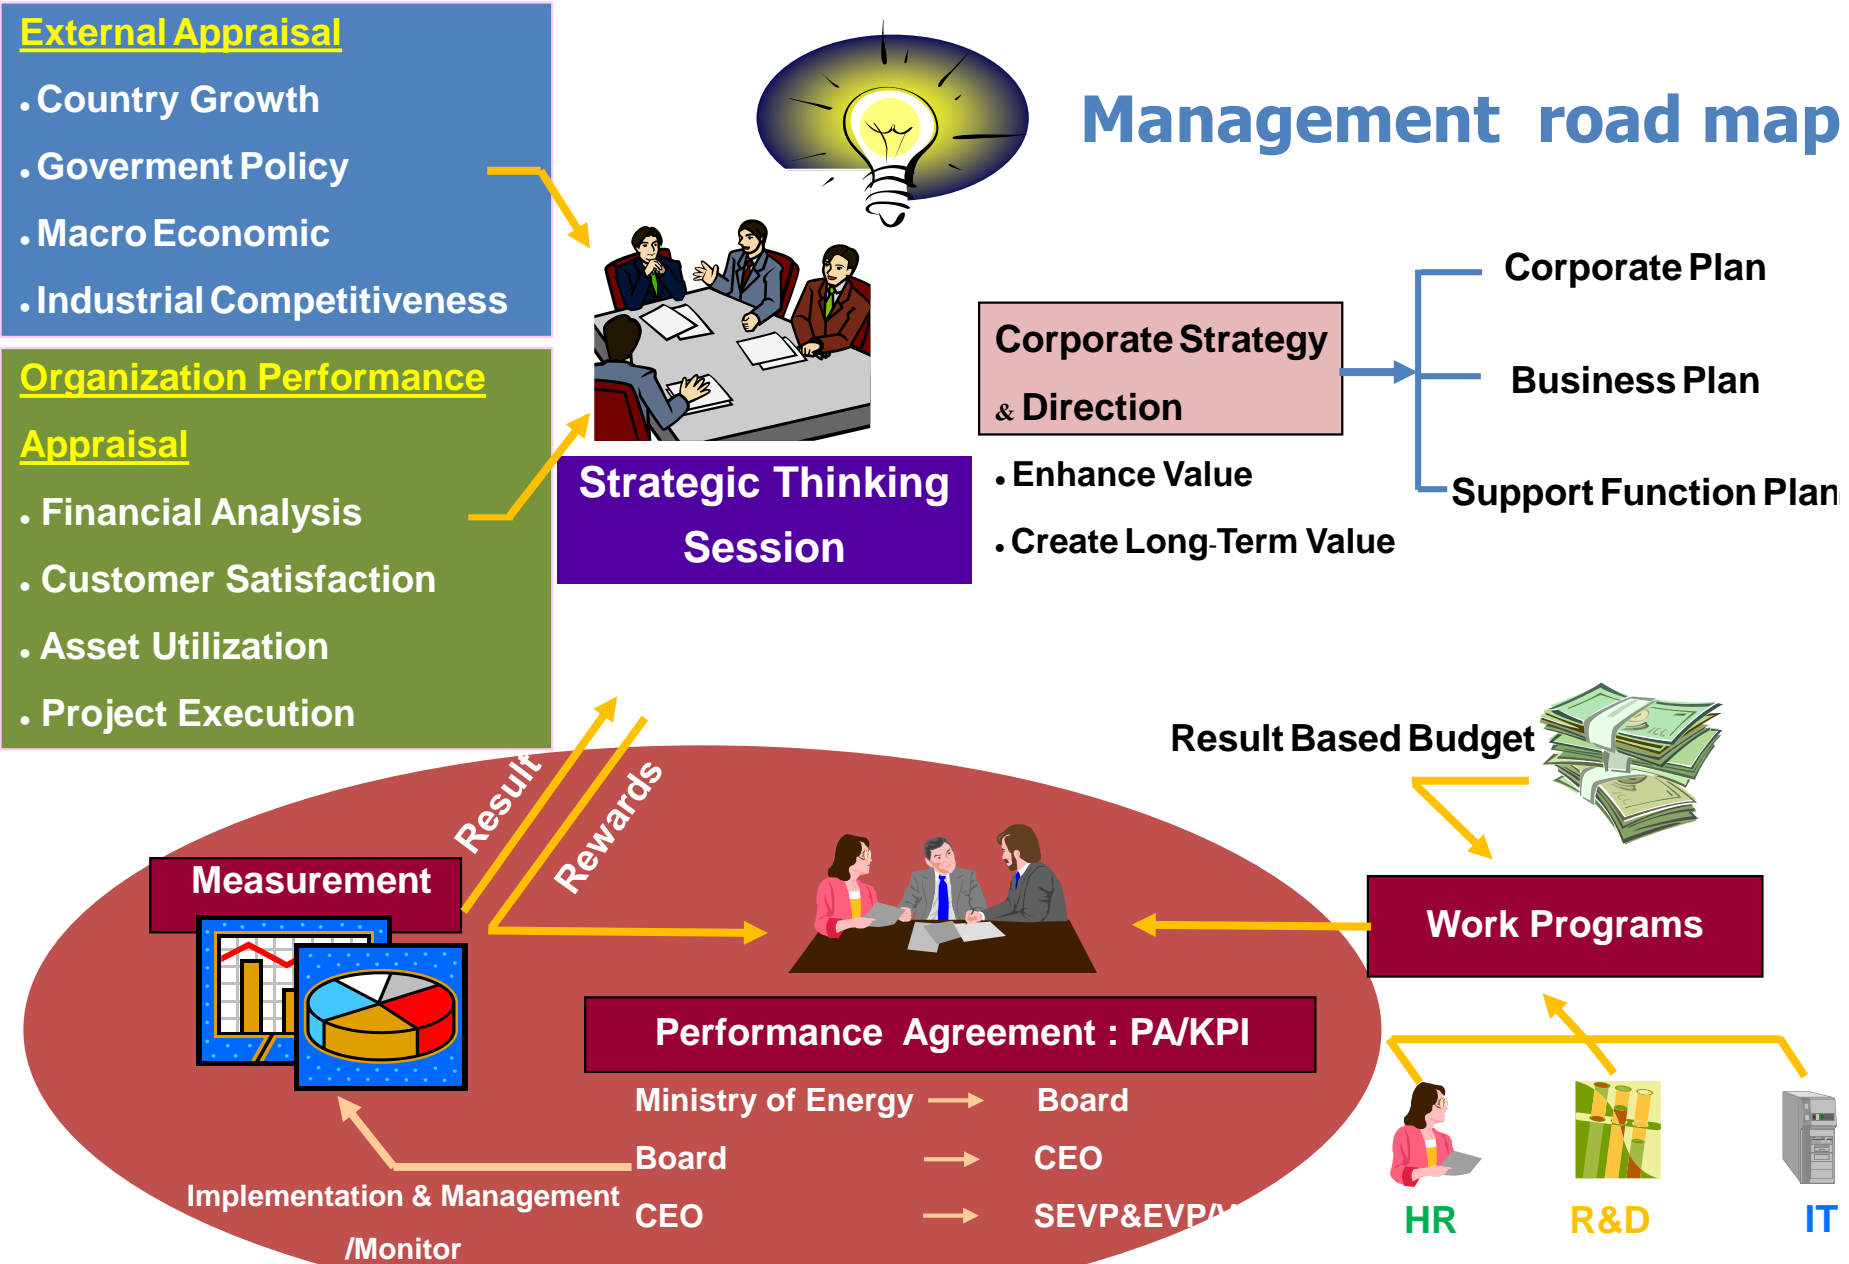 External Appraisal
• Country Growth
• Goverment Policy
• Macro Economic
• Industrial Competitiveness
Organization Performance
Appraisal
• Financial Analysis
• Customer Satisfaction
• Asset Utilization
• Project Execution
Management road map
Strategic Thinking
Session
Corporate Strategy
& Direction
• Enhance Value
• Create Long-Term Value
Corporate Plan
Business Plan
Support Function Plan
Result Based Budget
Work Programs
HR
R&D
IT
Result
Rewards
Measurement
Performance Agreement : PA/KPI
Ministry of Energy Board
Board CEO
CEO SEVP&EVP/
Implementation & Management
/Monitor